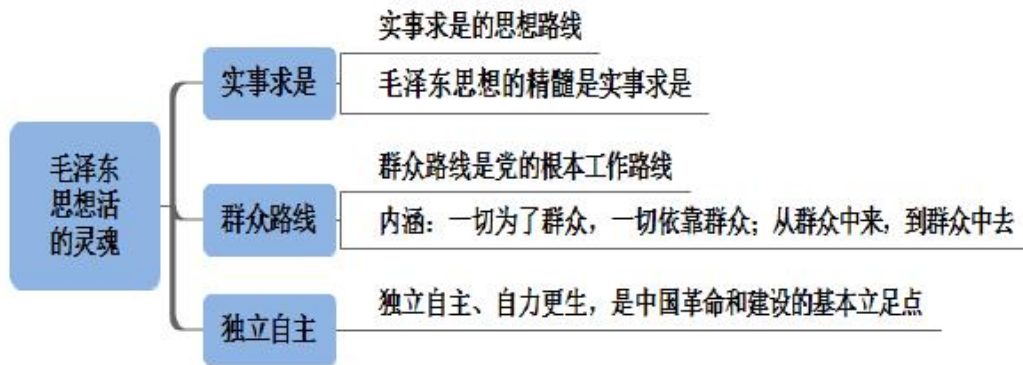 毛泽东
思想活
的灵魂
实事求是
实事求是的思想路线
毛泽东思想的精髓是实事求是
群众路线
群众路线是党的根本工作路线
内涵：一切为了群众，一切依靠群众；从群众中来，到群众中去
独立自主
独立自主、自力更生，是中国革命和建设的基本立足点